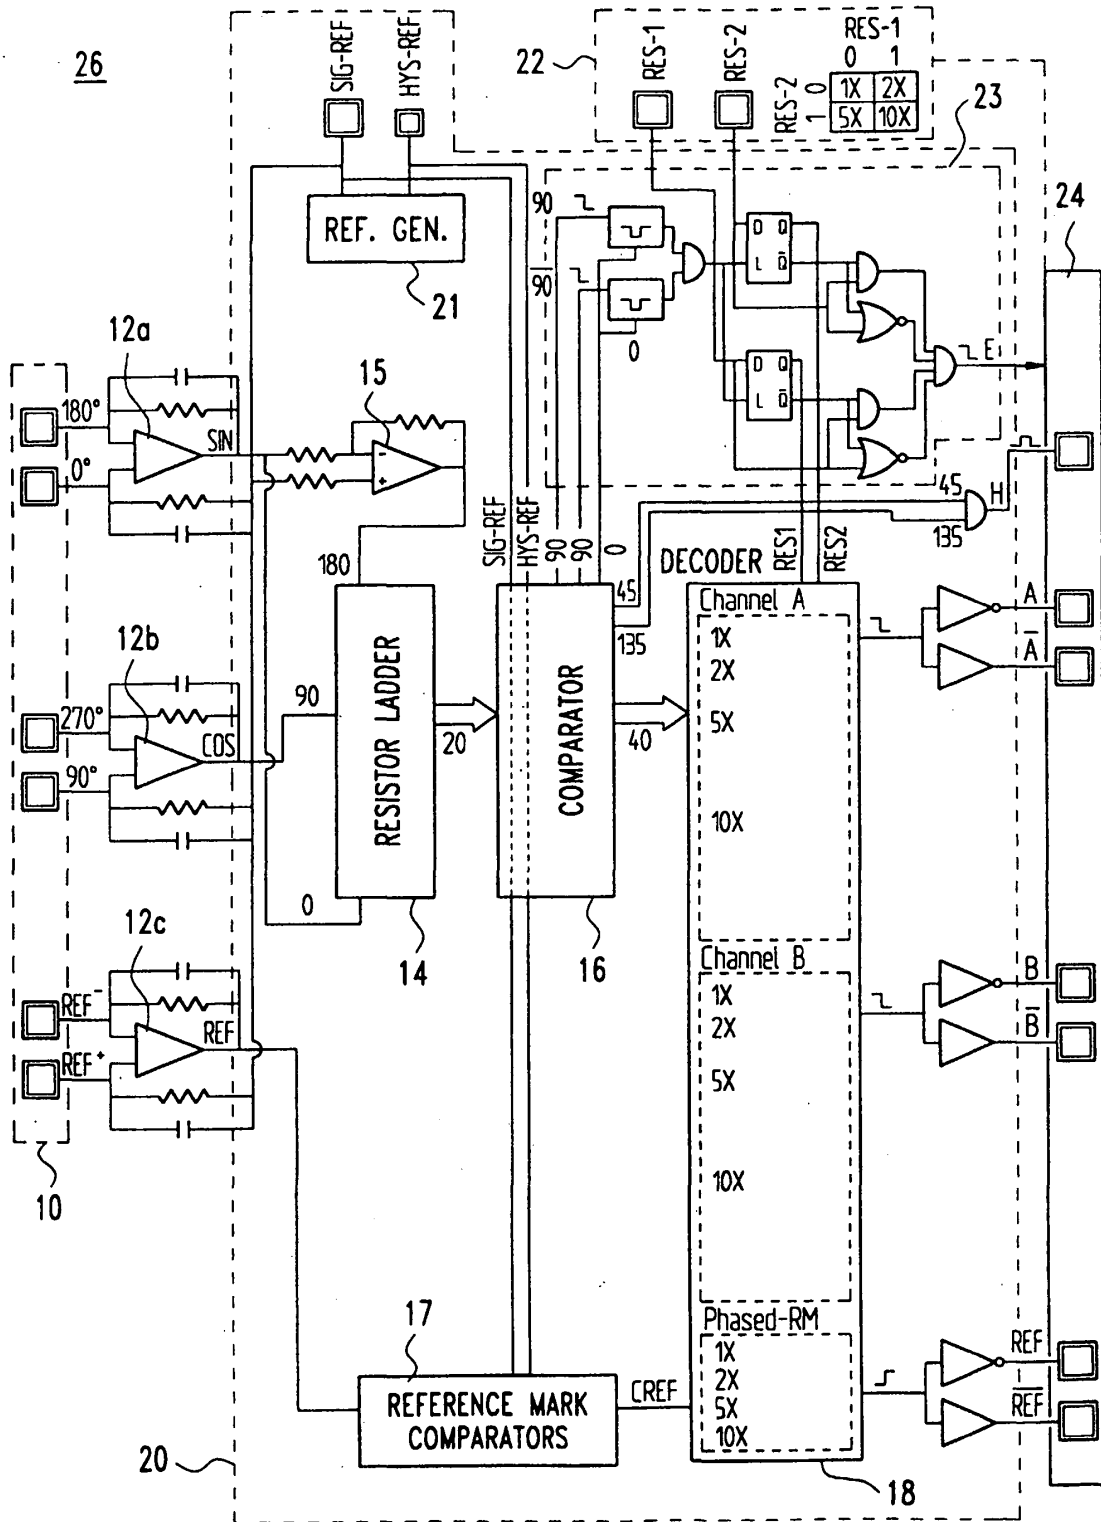 26
SIG-REF
HYS-REF
22
RES-1
RES-2
RES-1
0 1
RES-2
0 1X 2X
1 5X 10X
23
24
REF. GEN.
21
90
D Q
L Q̅
9̅0̅
0
D Q
L Q̅
E
12a
180°
0°
SIN
15
- 
+
180
SIG-REF
HYS-REF
90
90
0
45
135
45
135
H
DECODER
RES1
RES2
12b
270°
90°
COS
90
RESISTOR LADDER
20
COMPARATOR
40
0
14
16
Channel A
1X
2X
5X
10X
A
A̅
12c
REF⁻
REF⁺
REF
10
Channel B
1X
2X
5X
10X
B
B̅
17
REFERENCE MARK
COMPARATORS
CREF
Phased-RM
1X
2X
5X
10X
REF
R̅E̅F̅
20
18